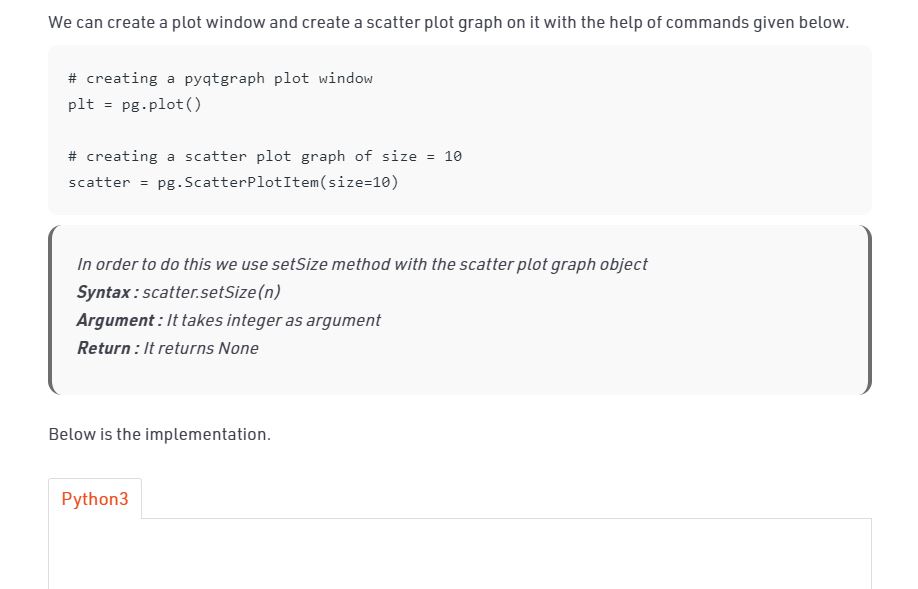 We can create a plot window and create a scatter plot graph on it with the help of commands given below.
# creating a pyqtgraph plot window
plt = pg.plot()
# creating a scatter plot graph of size = 10
scatter = pg.ScatterPlotItem(size=10)
In order to do this we use setSize method with the scatter plot graph object
Syntax : scatter.setSize(n)
Argument : It takes integer as argument
Return : It returns None
Below is the implementation.
Python3